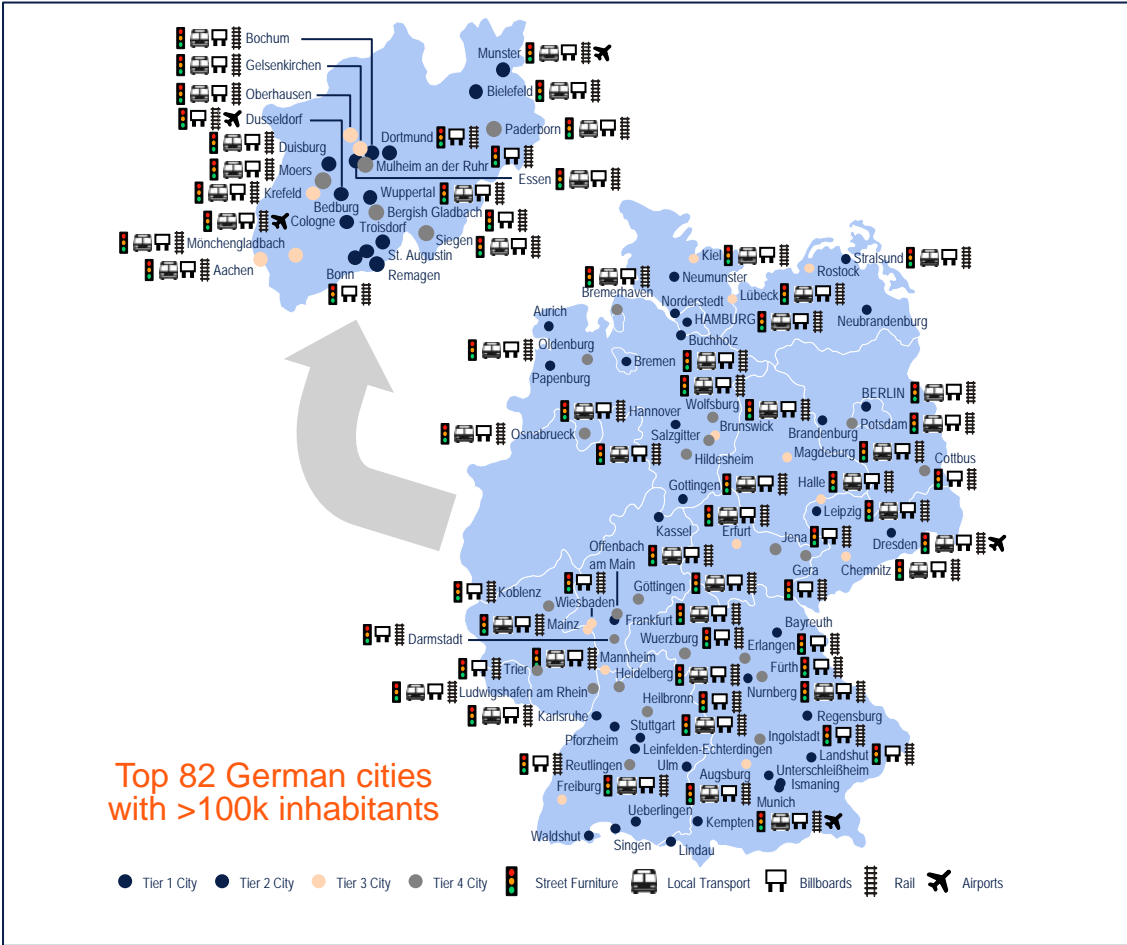 Bochum
Gelsenkirchen
Oberhausen
Dusseldorf
Duisburg
Moers
Krefeld
Bedburg
Cologne
Mönchengladbach
Aachen
Munster
Bielefeld
Paderborn
Dortmund
Mulheim an der Ruhr
Essen
Wuppertal
Bergish Gladbach
Troisdorf
Siegen
St. Augustin
Bonn
Remagen
Kiel
Stralsund
Rostock
Neumunster
Bremerhaven
Norderstedt
Lübeck
HAMBURG
Neubrandenburg
Aurich
Buchholz
Oldenburg
Bremen
Papenburg
BERLIN
Wolfsburg
Hannover
Brunswick
Brandenburg
Potsdam
Osnabrueck
Salzgitter
Hildesheim
Magdeburg
Cottbus
Gottingen
Halle
Leipzig
Kassel
Erfurt
Jena
Dresden
Offenbach
am Main
Gera
Chemnitz
Koblenz
Wiesbaden
Göttingen
Mainz
Frankfurt
Bayreuth
Darmstadt
Wuerzburg
Erlangen
Mannheim
Trier
Heidelberg
Fürth
Ludwigshafen am Rhein
Nurnberg
Heilbronn
Karlsruhe
Stuttgart
Regensburg
Pforzheim
Ingolstadt
Leinfelden-Echterdingen
Landshut
Reutlingen
Ulm
Augsburg
Unterschleißheim
Ismaning
Freiburg
Munich
Ueberlingen
Kempten
Waldshut
Singen
Lindau
Top 82 German cities
with >100k inhabitants
Tier 1 City
Tier 2 City
Tier 3 City
Tier 4 City
Street Furniture
Local Transport
Billboards
Rail
Airports